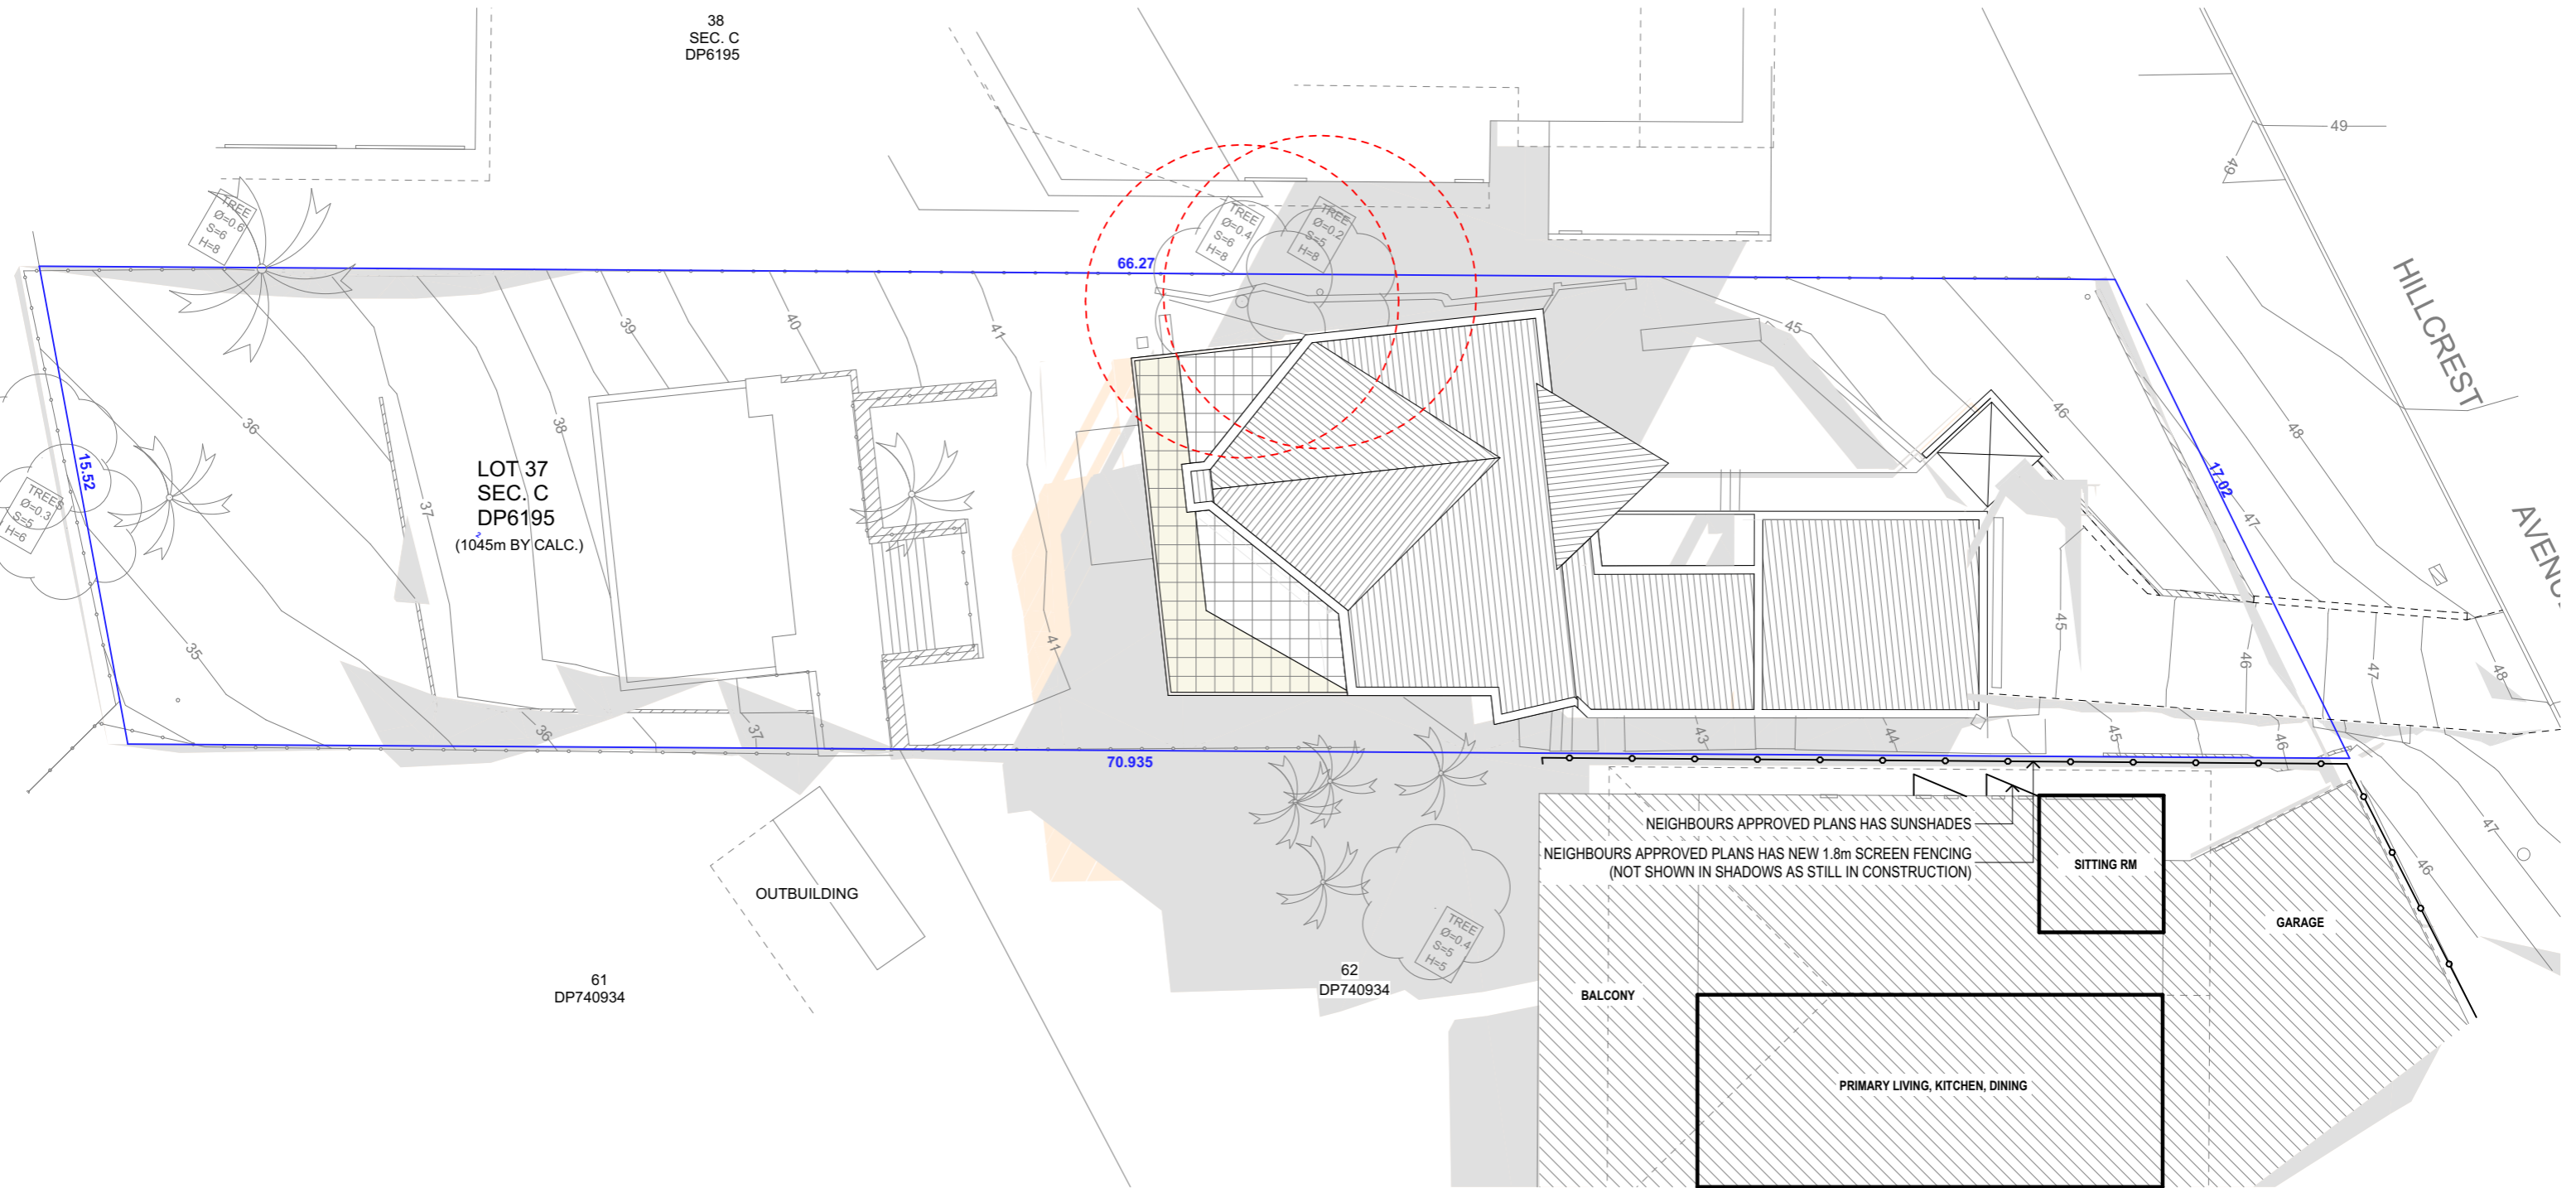 38
SEC. C
DP6195
49
49
HILLCREST
AVENU
TREE
Ø=0.6
S=6
H=8
TREE
Ø=0.4
S=6
H=8
TREE
Ø=0.2
S=5
H=8
66.27
39
40
41
45
46
48
36
38
37
15.52
17.02
47
LOT 37
SEC. C
DP6195
2
(1045m BY CALC.)
TREES
Ø=0.3
S=5
H=6
35
41
45
46
47
48
36
37
43
44
45
46
70.935
47
46
OUTBUILDING
NEIGHBOURS APPROVED PLANS HAS SUNSHADES
NEIGHBOURS APPROVED PLANS HAS NEW 1.8m SCREEN FENCING
(NOT SHOWN IN SHADOWS AS STILL IN CONSTRUCTION)
SITTING RM
GARAGE
TREE
Ø=0.4
S=5
H=5
61
DP740934
62
DP740934
BALCONY
PRIMARY LIVING, KITCHEN, DINING